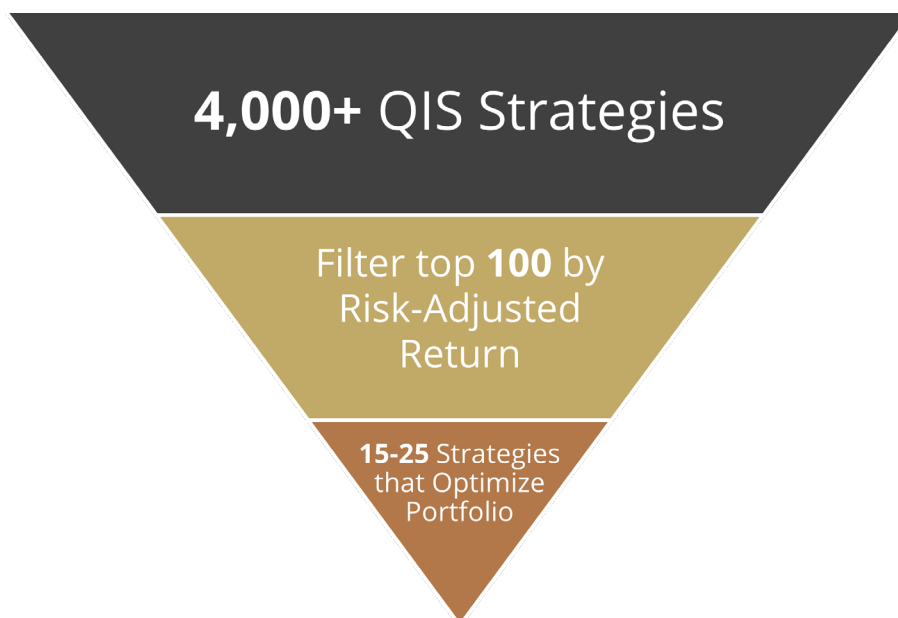 4,000+ QIS Strategies
Filter top 100 by
Risk-Adjusted
Return
15-25 Strategies
that Optimize
Portfolio